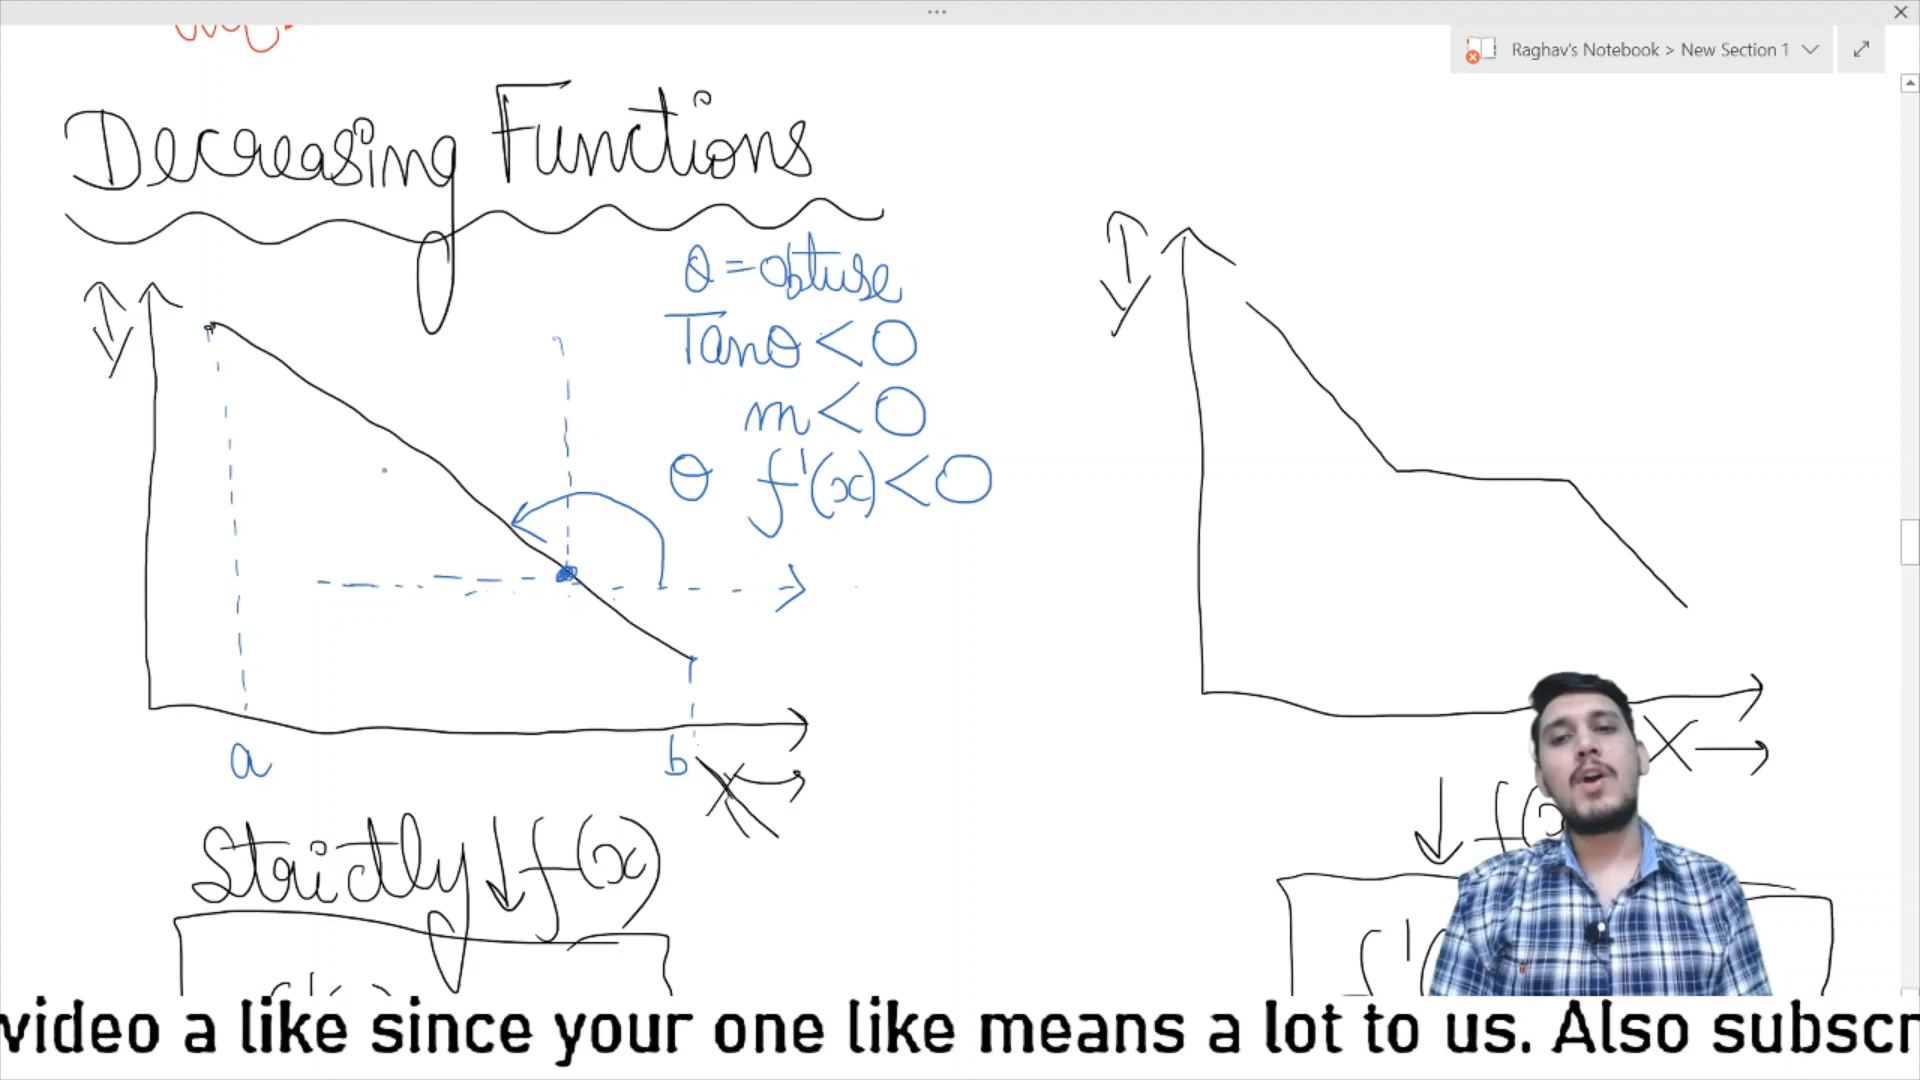 Raghav's Notebook > New Section 1
Decreasing Functions
θ = obtuse
Tanθ < 0
m < 0
θ f'(x) < 0
y
y
a
b
X
X
Strictly ↓ f(x)
↓ f(x
f'(
video a like since your one like means a lot to us. Also subscr